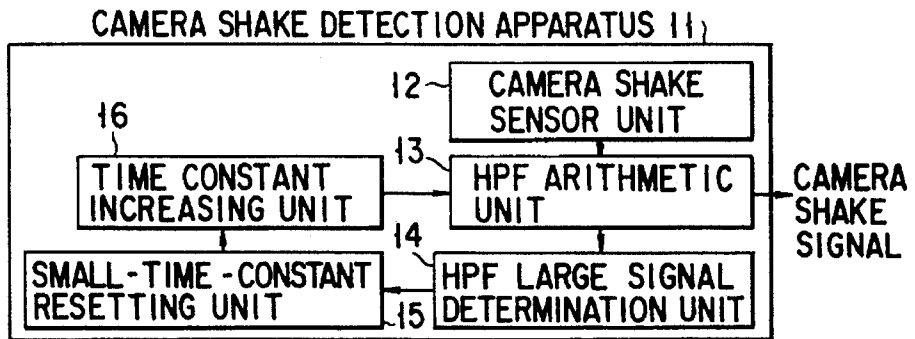 CAMERA SHAKE DETECTION APPARATUS 11
12
CAMERA SHAKE
SENSOR UNIT
16
TIME CONSTANT
INCREASING UNIT
13
HPF ARITHMETIC
UNIT
CAMERA
SHAKE
SIGNAL
SMALL-TIME-CONSTANT
RESETTING UNIT
15
14
HPF LARGE SIGNAL
DETERMINATION UNIT